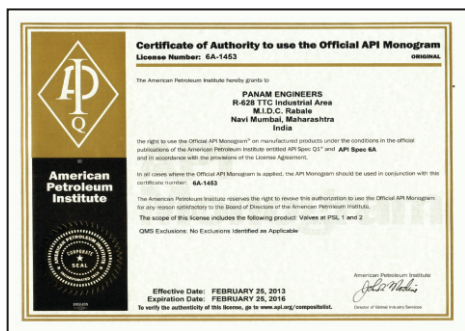 Certificate of Authority to use the Official API Monogram
License Number: 6A-1453
ORIGINAL
The American Petroleum Institute hereby grants to
PANAM ENGINEERS
R-628 TTC Industrial Area
M.I.D.C. Rabale
Navi Mumbai, Maharashtra
India
the right to use the Official API Monogram® on manufactured products under the conditions in the official
publications of the American Petroleum Institute entitled API Spec Q1® and API Spec 6A
and in accordance with the provisions of the License Agreement.
In all cases where the Official API Monogram is applied, the API Monogram should be used in conjunction with this
certificate number: 6A-1453
The American Petroleum Institute reserves the right to revoke this authorization to use the Official API Monogram
for any reason satisfactory to the Board of Directors of the American Petroleum Institute.
The scope of this license includes the following product: Valves at PSL 1 and 2
QMS Exclusions: No Exclusions Identified as Applicable
Effective Date: FEBRUARY 25, 2013
Expiration Date: FEBRUARY 25, 2016
To verify the authenticity of this license, go to www.api.org/compositelist.
American Petroleum Institute
Director of Global Industry Services
API
Q
American
Petroleum
Institute
CORPORATE
SEAL